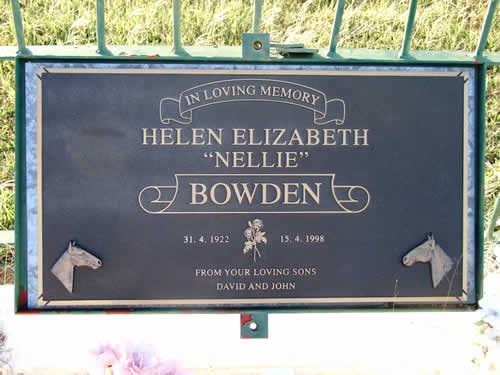 IN LOVING MEMORY
HELEN ELIZABETH
“NELLIE”
BOWDEN
31. 4. 1922 15. 4. 1998
FROM YOUR LOVING SONS
DAVID AND JOHN